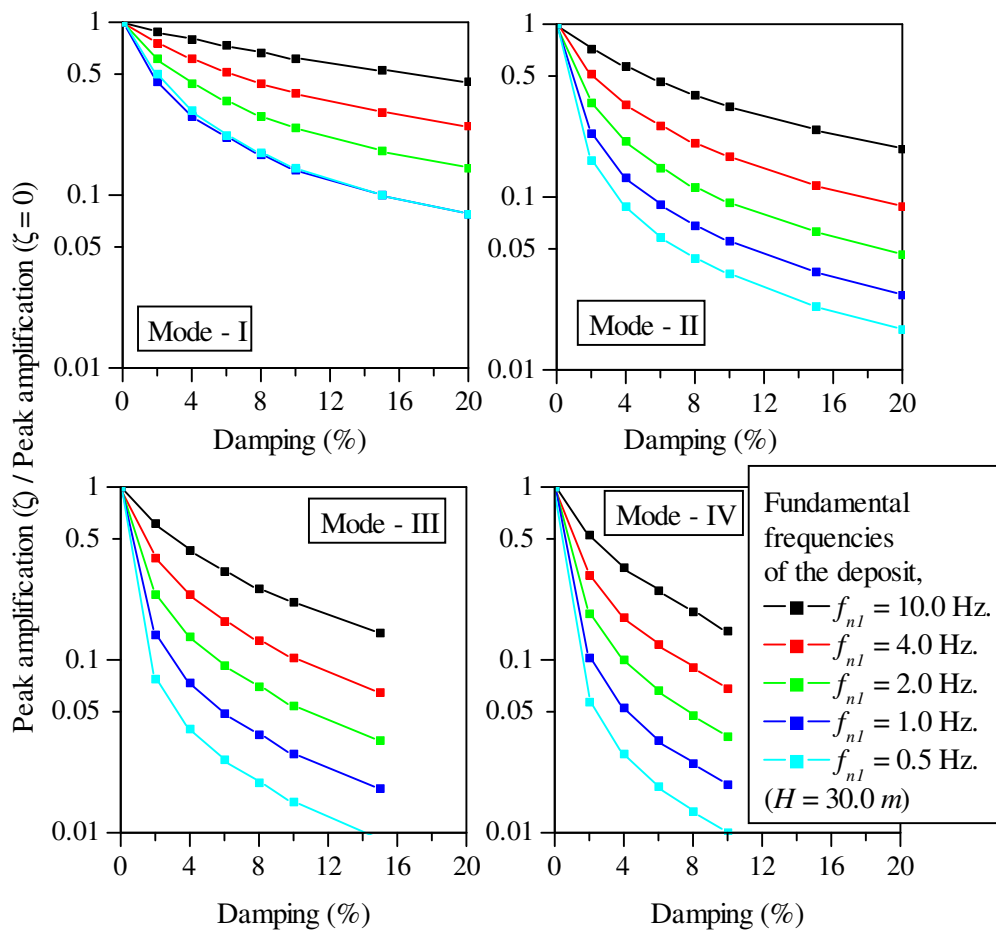 Peak amplification (ζ) / Peak amplification (ζ = 0)
1
0.5
0.1
0.05
0.01
Mode - I
0 4 8 12 16 20
Damping (%)
1
0.5
0.1
0.05
0.01
Mode - II
0 4 8 12 16 20
Damping (%)
1
0.5
0.1
0.05
0.01
Mode - III
0 4 8 12 16 20
Damping (%)
1
0.5
0.1
0.05
0.01
Mode - IV
0 4 8 12 16 20
Damping (%)
Fundamental
frequencies
of the deposit,
fn1 = 10.0 Hz.
fn1 = 4.0 Hz.
fn1 = 2.0 Hz.
fn1 = 1.0 Hz.
fn1 = 0.5 Hz.
(H = 30.0 m)